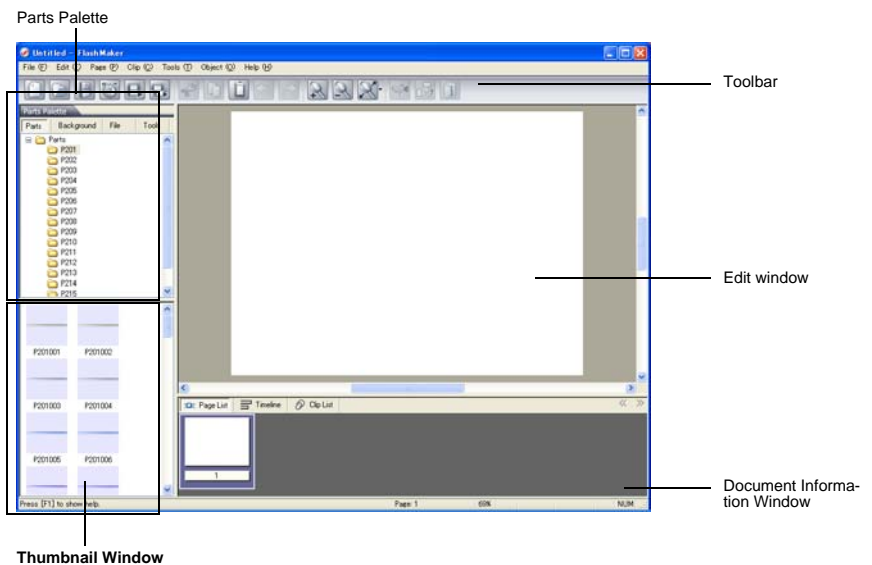 Parts Palette
Untitled - FlashMaker
File (F) Edit (E) Page (P) Clip (C) Tools (T) Object (O) Help (H)
Toolbar
Parts Palette
Parts Background File Tool
Parts
P201
P202
P203
P204
P205
P206
P207
P208
P209
P210
P211
P212
P213
P214
P215
Edit window
P201001 P201002
P201003 P201004
P201005 P201006
Page List Timeline Clip List
1
Document Informa-
tion Window
Press [F1] to show help. Page: 1 68% NUM
Thumbnail Window